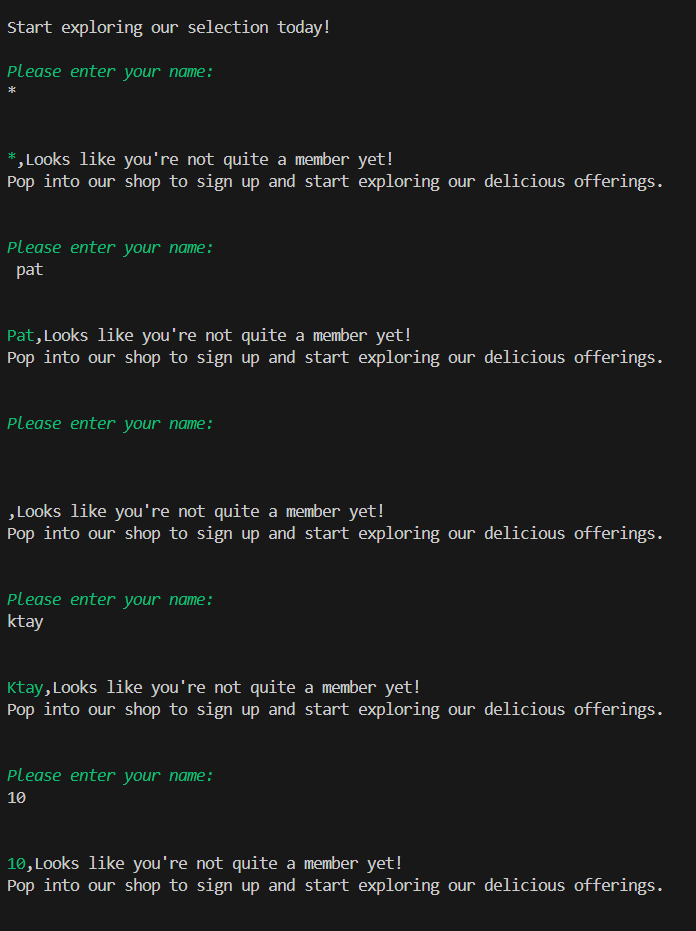 Start exploring our selection today!
Please enter your name:
*
*,Looks like you're not quite a member yet!
Pop into our shop to sign up and start exploring our delicious offerings.
Please enter your name:
 pat
Pat,Looks like you're not quite a member yet!
Pop into our shop to sign up and start exploring our delicious offerings.
Please enter your name:
,Looks like you're not quite a member yet!
Pop into our shop to sign up and start exploring our delicious offerings.
Please enter your name:
ktay
Ktay,Looks like you're not quite a member yet!
Pop into our shop to sign up and start exploring our delicious offerings.
Please enter your name:
10
10,Looks like you're not quite a member yet!
Pop into our shop to sign up and start exploring our delicious offerings.